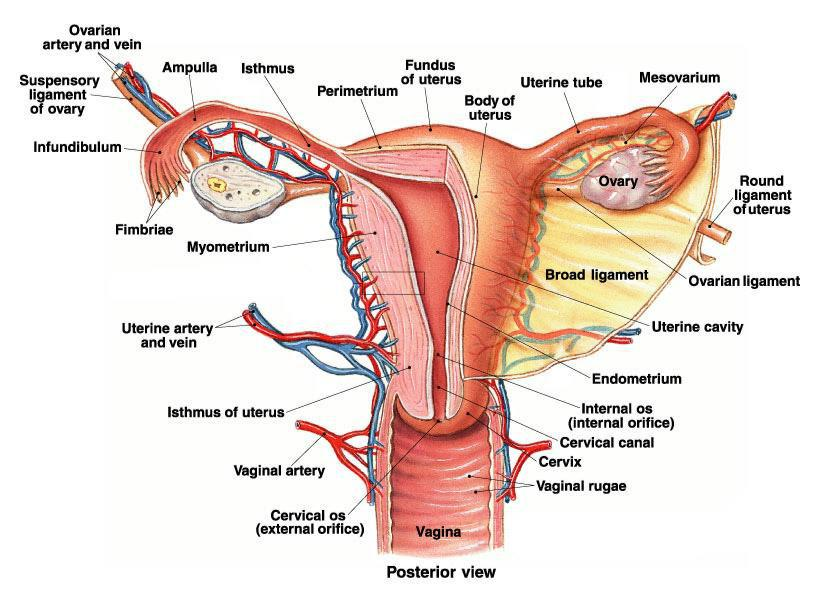 Ovarian
artery and vein
Suspensory
ligament
of ovary
Ampulla
Isthmus
Perimetrium
Fundus
of uterus
Body of
uterus
Uterine tube
Mesovarium
Infundibulum
Ovary
Round
ligament
of uterus
Fimbriae
Myometrium
Broad ligament
Ovarian ligament
Uterine artery
and vein
Uterine cavity
Endometrium
Isthmus of uterus
Internal os
(internal orifice)
Cervical canal
Cervix
Vaginal artery
Vaginal rugae
Cervical os
(external orifice)
Vagina
Posterior view